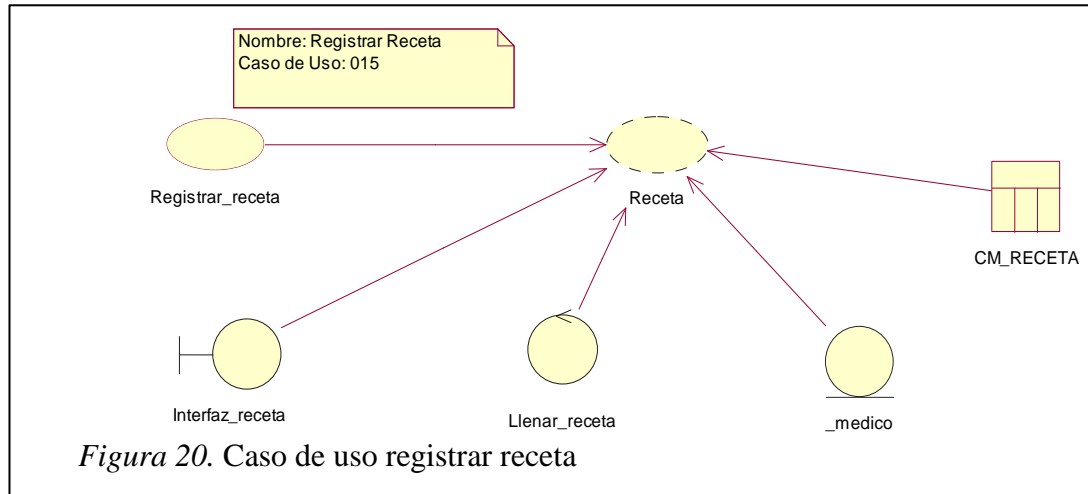 Nombre: Registrar Receta
Caso de Uso: 015
Registrar_receta
Receta
CM_RECETA
Interfaz_receta
Llenar_receta
_medico
Figura 20. Caso de uso registrar receta